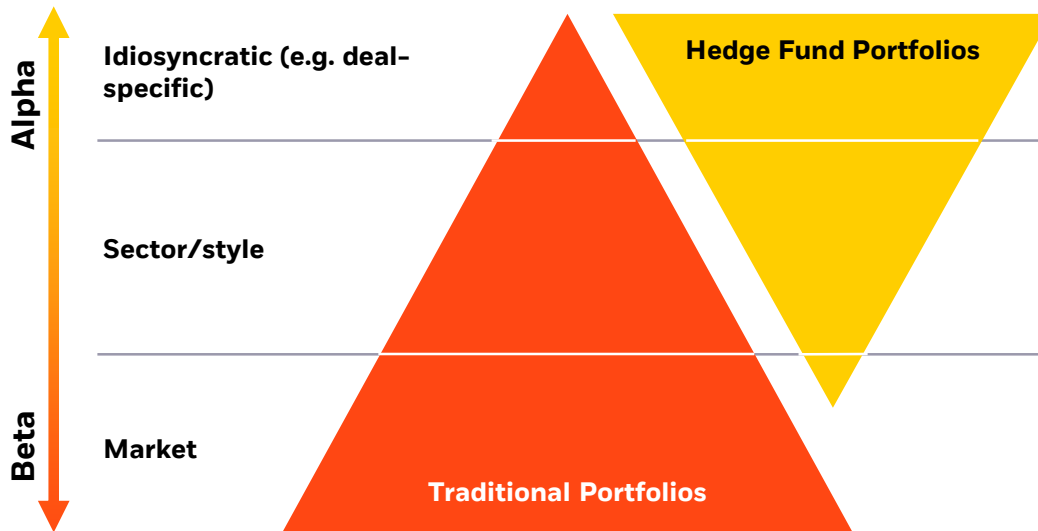 Alpha
Idiosyncratic (e.g. deal-
specific)
Hedge Fund Portfolios
Sector/style
Beta
Market
Traditional Portfolios